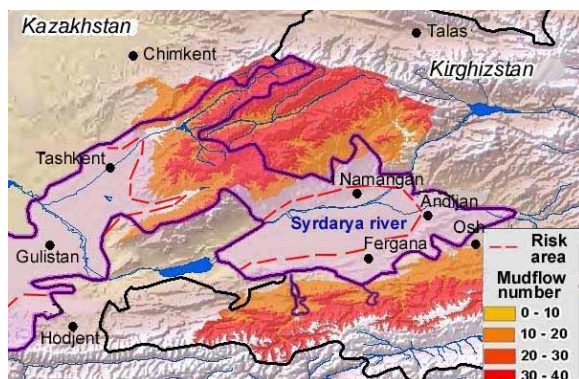 Kazakhstan
Talas
Chimkent
Kirghizstan
Tashkent
Namangan
Andijan
Syrdarya river
Osh
Gulistan
Fergana
Risk
area
Mudflow
number
0 - 10
10 - 20
20 - 30
30 - 40
Hodjent